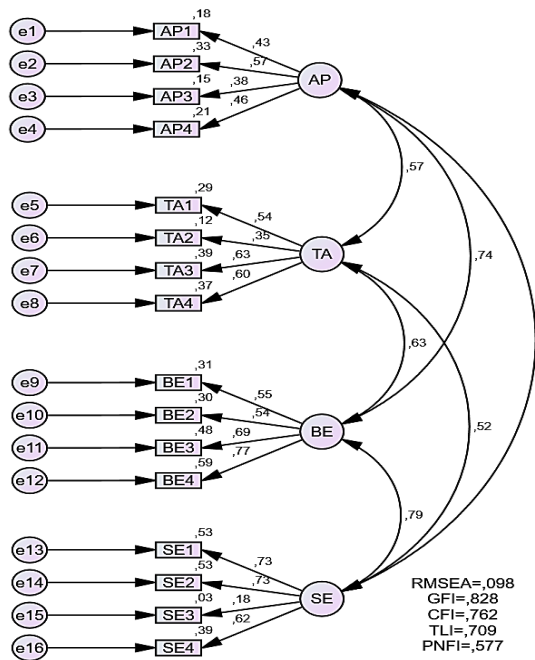 ,18
e1 AP1 ,43
,33
e2 AP2 ,57
,15
e3 AP3 ,38 AP
,21
e4 AP4 ,46
,57
,29
e5 TA1 ,54
,12
e6 TA2 ,35
,39
e7 TA3 ,63 TA ,74
,37
e8 TA4 ,60
,63
,31
e9 BE1 ,55
,30
e10 BE2 ,54 BE ,52
,48
e11 BE3 ,69
,59
e12 BE4 ,77
,79
,53
e13 SE1 ,73
,53
e14 SE2 ,73
,03
e15 SE3 ,18 SE
,39
e16 SE4 ,62
RMSEA=,098
GFI=,828
CFI=,762
TLI=,709
PNFI=,577